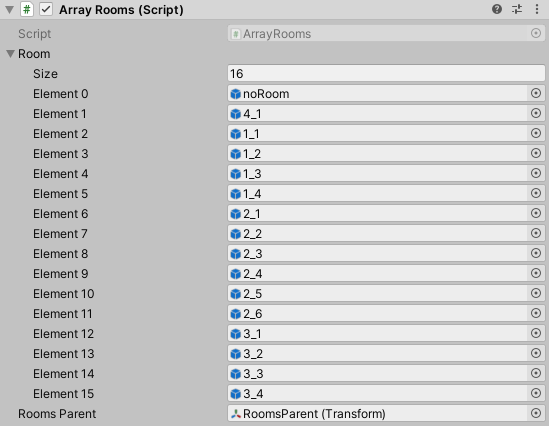 Array Rooms (Script)
Script ArrayRooms
Room
Size 16
Element 0 noRoom
Element 1 4_1
Element 2 1_1
Element 3 1_2
Element 4 1_3
Element 5 1_4
Element 6 2_1
Element 7 2_2
Element 8 2_3
Element 9 2_4
Element 10 2_5
Element 11 2_6
Element 12 3_1
Element 13 3_2
Element 14 3_3
Element 15 3_4
Rooms Parent RoomsParent (Transform)